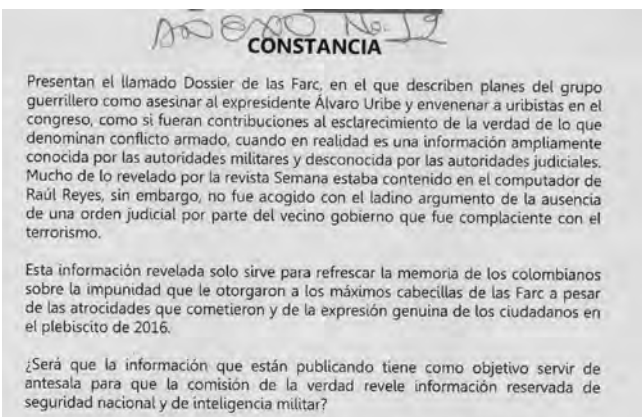 Anexo No. 19
CONSTANCIA
Presentan el llamado Dossier de las Farc, en el que describen planes del grupo
guerrillero como asesinar al expresidente Álvaro Uribe y envenenar a uribistas en el
congreso, como si fueran contribuciones al esclarecimiento de la verdad de lo que
denominan conflicto armado, cuando en realidad es una información ampliamente
conocida por las autoridades militares y desconocida por las autoridades judiciales.
Mucho de lo revelado por la revista Semana estaba contenido en el computador de
Raúl Reyes, sin embargo, no fue acogido con el ladino argumento de la ausencia
de una orden judicial por parte del vecino gobierno que fue complaciente con el
terrorismo.
Esta información revelada solo sirve para refrescar la memoria de los colombianos
sobre la impunidad que le otorgaron a los máximos cabecillas de las Farc a pesar
de las atrocidades que cometieron y de la expresión genuina de los ciudadanos en
el plebiscito de 2016.
¿Será que la información que están publicando tiene como objetivo servir de
antesala para que la comisión de la verdad revele información reservada de
seguridad nacional y de inteligencia militar?